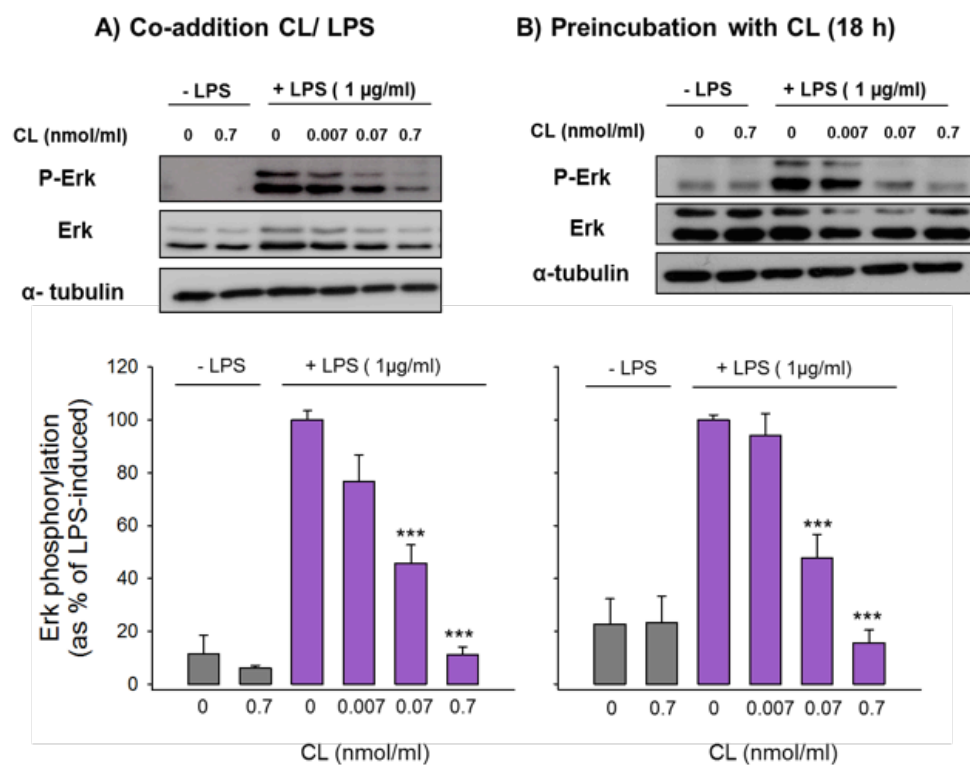 A) Co-addition CL/ LPS
- LPS
+ LPS ( 1 µg/ml)
CL (nmol/ml)
0 0.7 0 0.007 0.07 0.7
P-Erk
Erk
α- tubulin
B) Preincubation with CL (18 h)
- LPS
+ LPS ( 1 µg/ml)
CL (nmol/ml)
0 0.7 0 0.007 0.07 0.7
P-Erk
Erk
α-tubulin
Erk phosphorylation
(as % of LPS-induced)
120
100
80
60
40
20
0
- LPS
+ LPS ( 1µg/ml)
***
***
0 0.7 0 0.007 0.07 0.7
CL (nmol/ml)
- LPS
+ LPS ( 1µg/ml)
***
***
0 0.7 0 0.007 0.07 0.7
CL (nmol/ml)